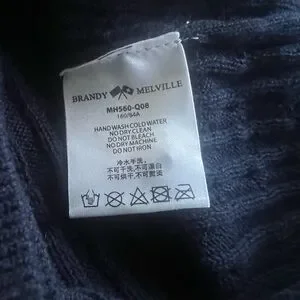 BRANDY MELVILLE
MH560-Q08
160/84A
HAND WASH COLD WATER
NO DRY CLEAN
DO NOT BLEACH
NO DRY MACHINE
DO NOT IRON
冷水手洗,
不可干洗,不可漂白
不可烘干,不可熨烫